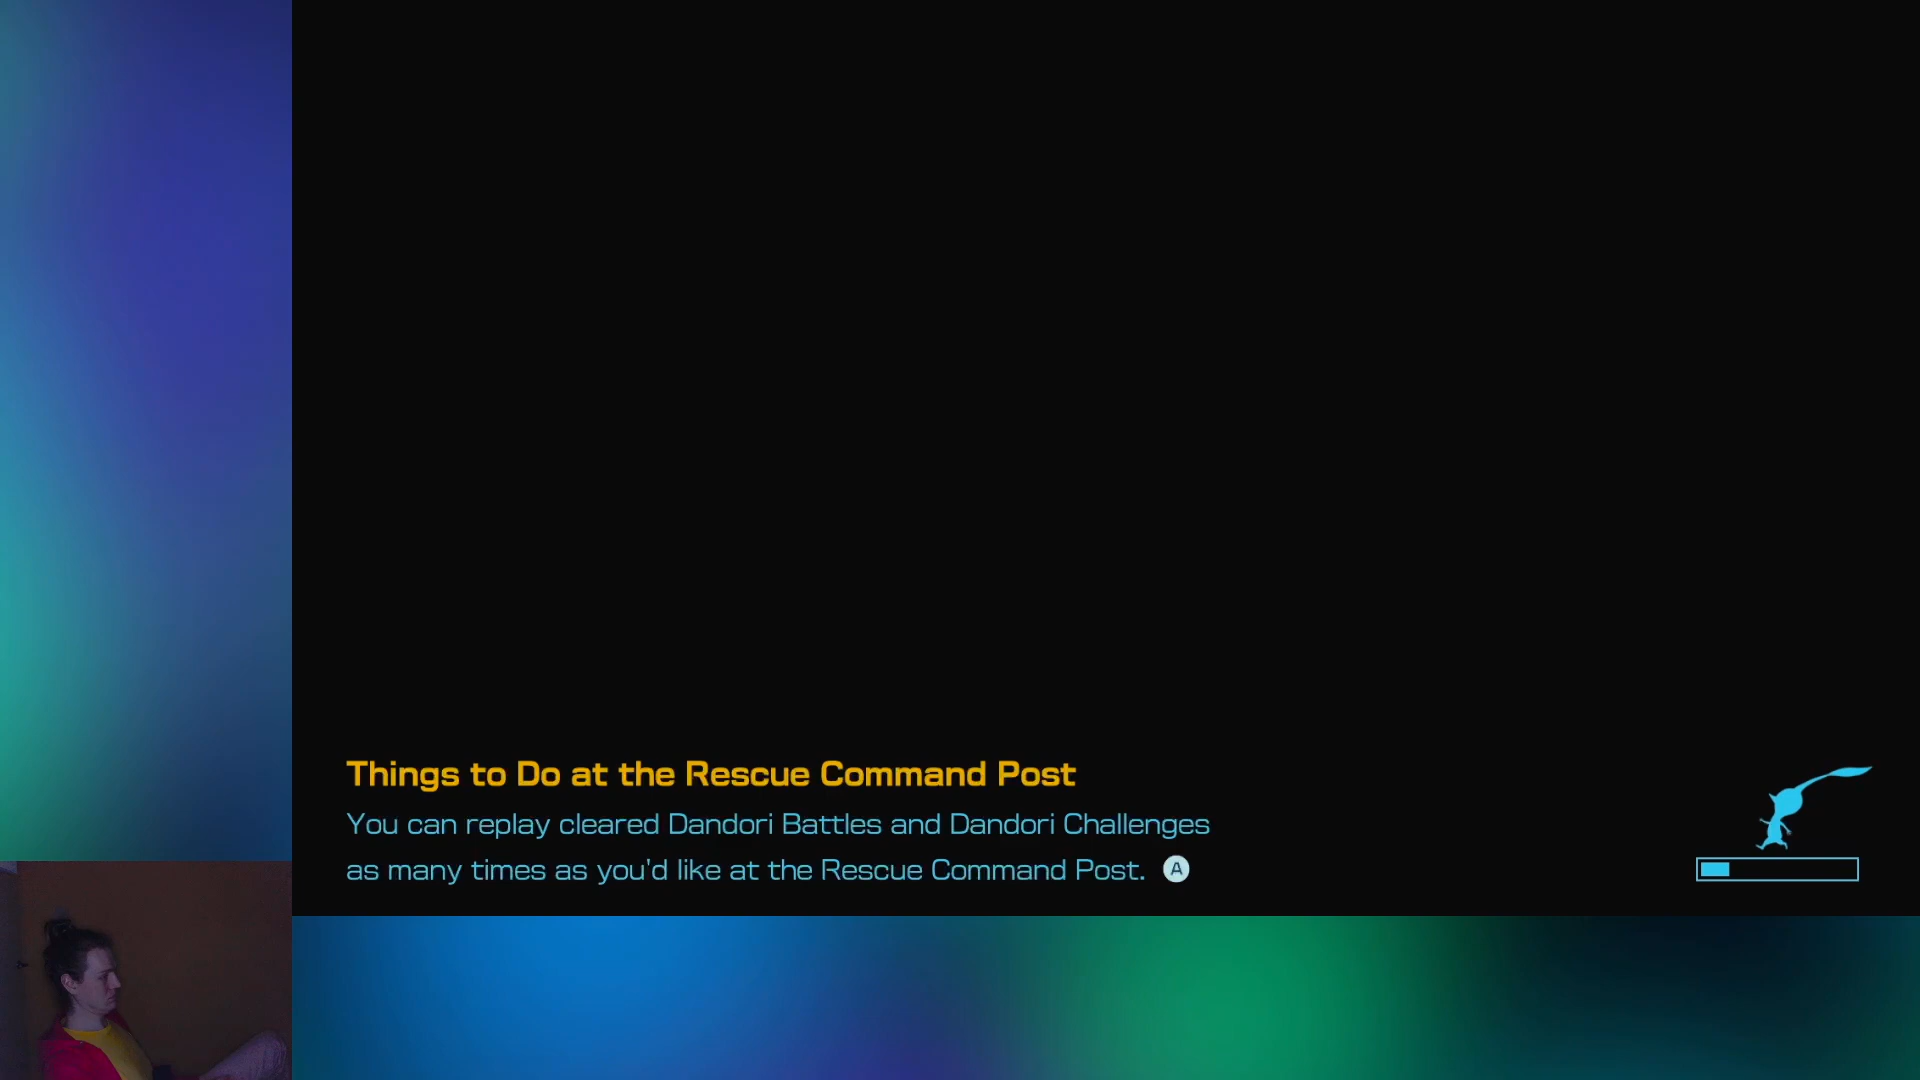 Things to Do at the Rescue Command Post
You can replay cleared Dandori Battles and Dandori Challenges
as many times as you'd like at the Rescue Command Post. A